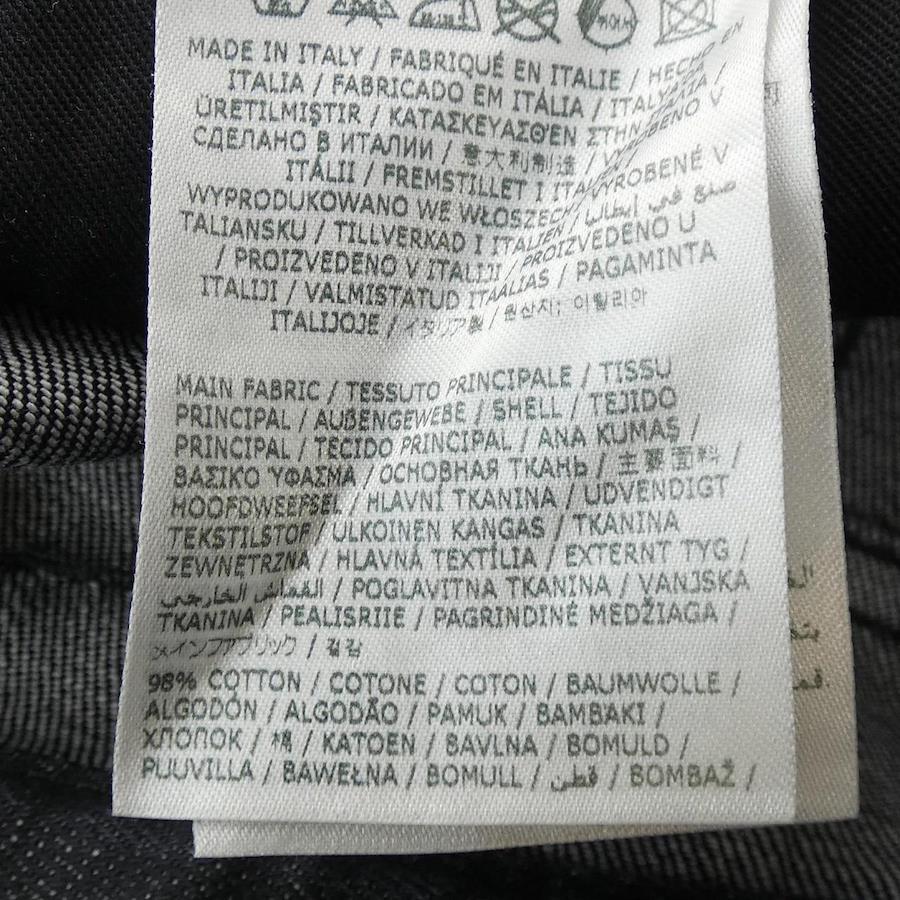 MADE IN ITALY / FABRIQUÉ EN ITALIE / HECHO EN
ITALIA / FABRICADO EM ITÁLIA / ITALYA'DA
ÜRETILMIŞTIR / ΚΑΤΑΣΚΕΥΑΣΘΕΝ ΣΤΗΝ
СДЕЛАНО В ИТАЛИИ / 意大利制造 / VYROBENO V
ITÁLII / FREMSTILLET I VYROBENÉ V
WYPRODUKOWANO WE WŁOSZECH صنع في إيطاليا
TALIANSKU / TILLVERKAD I ITALIEN / PROIZVEDENO U
/ PROIZVEDENO V ITALIJI / PAGAMINTA
ITALIJI / VALMISTATUD ITAALIAS /
ITALIJOJE / イタリア製 / 원산지; 이탈리아
MAIN FABRIC / TESSUTO PRINCIPALE / TISSU
PRINCIPAL / AUßENGEWEBE / SHELL / TEJIDO
PRINCIPAL / TECIDO PRINCIPAL / ANA KUMAŞ /
ΒΑΣΙΚΟ ΎΦΑΣΜΑ / ОСНОВНАЯ ТКАНЬ / 主要面料 /
HOOFDWEEFSEL / HLAVNÍ TKANINA / UDVENDIGT
TEKSTILSTOF / ULKOINEN KANGAS / TKANINA
ZEWNĘTRZNA / HLAVNÁ TEXTÍLIA / EXTERNT TYG /
القماش الخارجي / POGLAVITNA TKANINA / VANJSKA
TKANINA / PEALISRIIE / PAGRINDINĖ MEDŽIAGA /
メインファブリック / 겉감
98% COTTON / COTONE / COTON / BAUMWOLLE /
ALGODÓN / ALGODÃO / PAMUK / ΒΑΜΒΑΚΙ /
ХЛОПОК / 棉 / KATOEN / BAVLNA / BOMULD /
PUUVILLA / BAWEŁNA / BOMULL / قطن / BOMBAŽ /